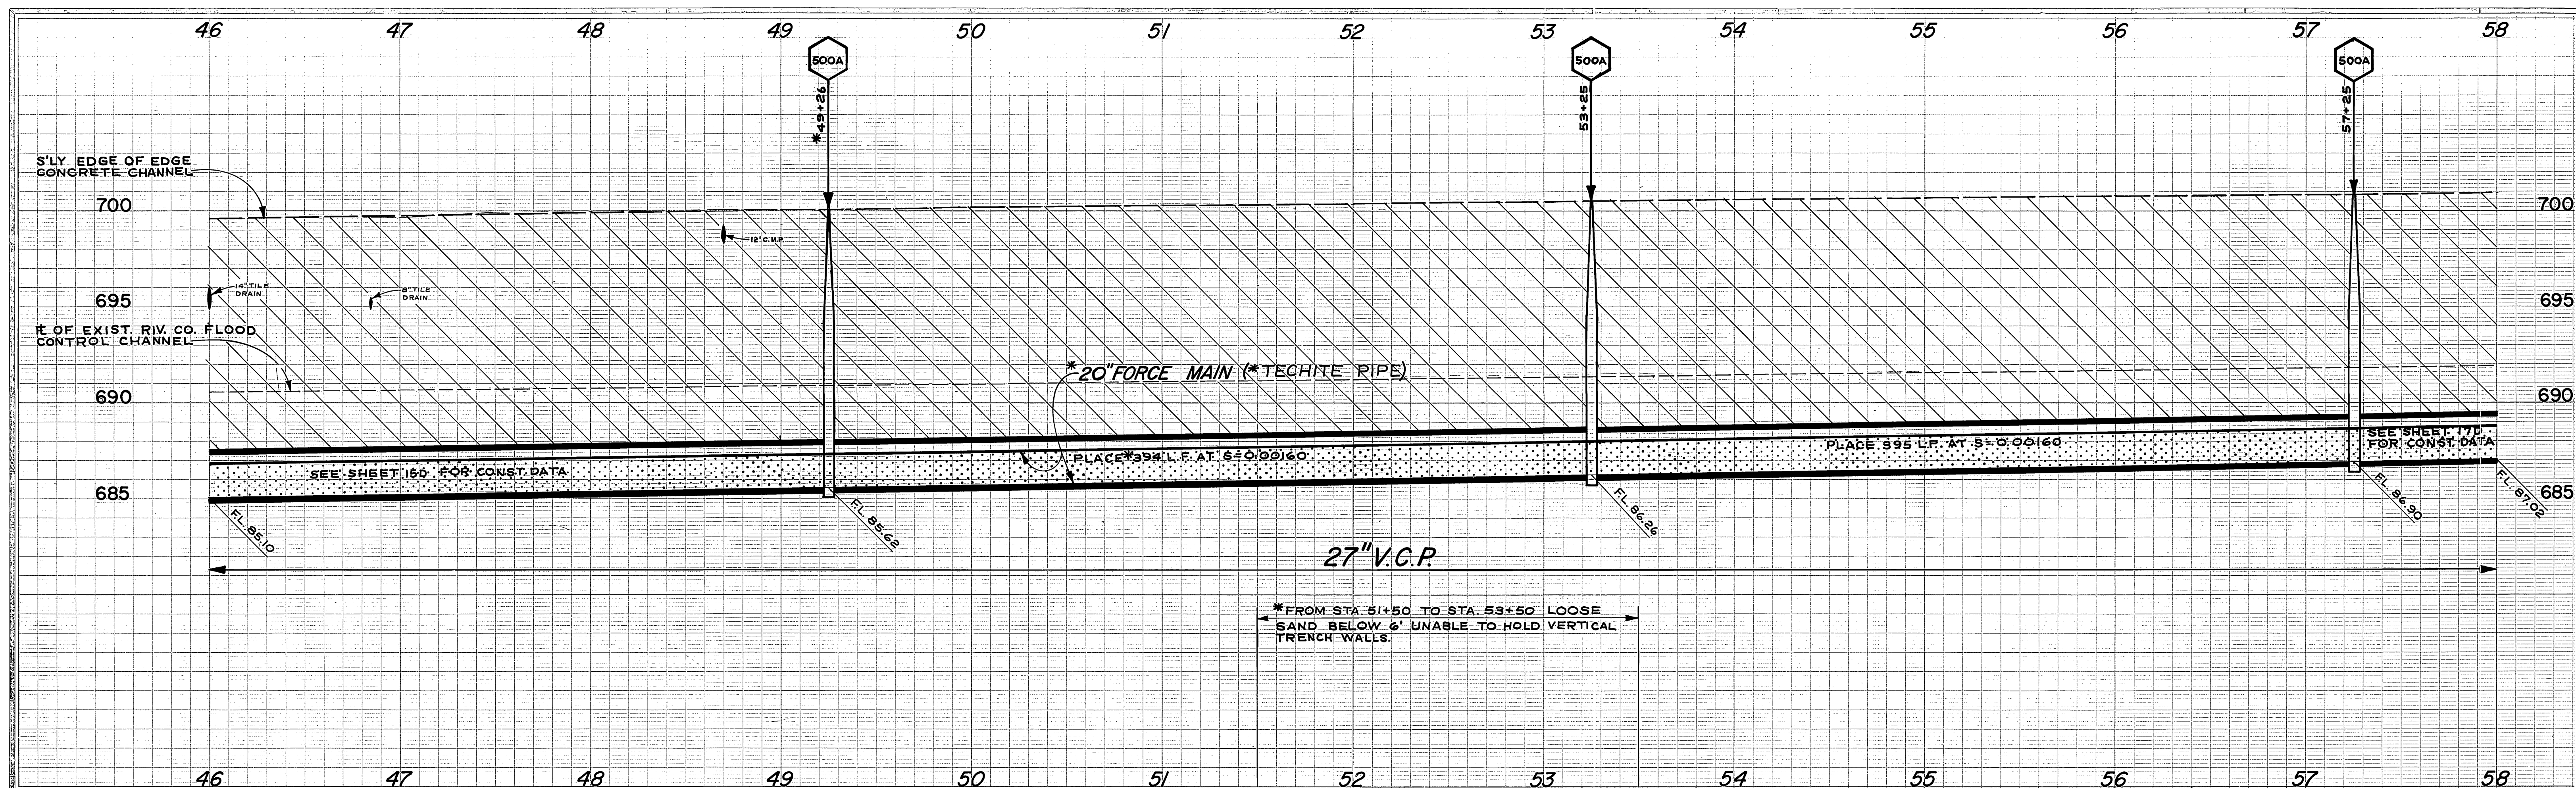 46 47 48 49 50 51 52 53 54 55 56 57 58
500A 500A 500A
*49+26
53+25
57+25
S'LY EDGE OF EDGE
CONCRETE CHANNEL
700 700
12" C.M.P.
14" TILE
DRAIN
8" TILE
DRAIN
695 695
℄ OF EXIST. RIV. CO. FLOOD
CONTROL CHANNEL
*20" FORCE MAIN (*TECHITE PIPE)
690 690
SEE SHEET 17D
FOR CONST. DATA
PLACE 395 L.F. AT S=0.00160
PLACE *394 L.F. AT S=0.00160
SEE SHEET 15D FOR CONST. DATA
685 685
F.L. 85.10
F.L. 85.62
F.L. 86.26
F.L. 86.90
F.L. 87.02
27" V.C.P.
*FROM STA. 51+50 TO STA. 53+50 LOOSE
SAND BELOW 6' UNABLE TO HOLD VERTICAL
TRENCH WALLS.
46 47 48 49 50 51 52 53 54 55 56 57 58